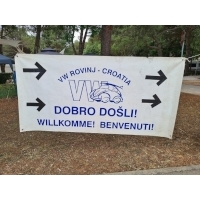 VW ROVINJ - CROATIA
VW
DOBRO DOŠLI!
WILLKOMME! BENVENUTI!